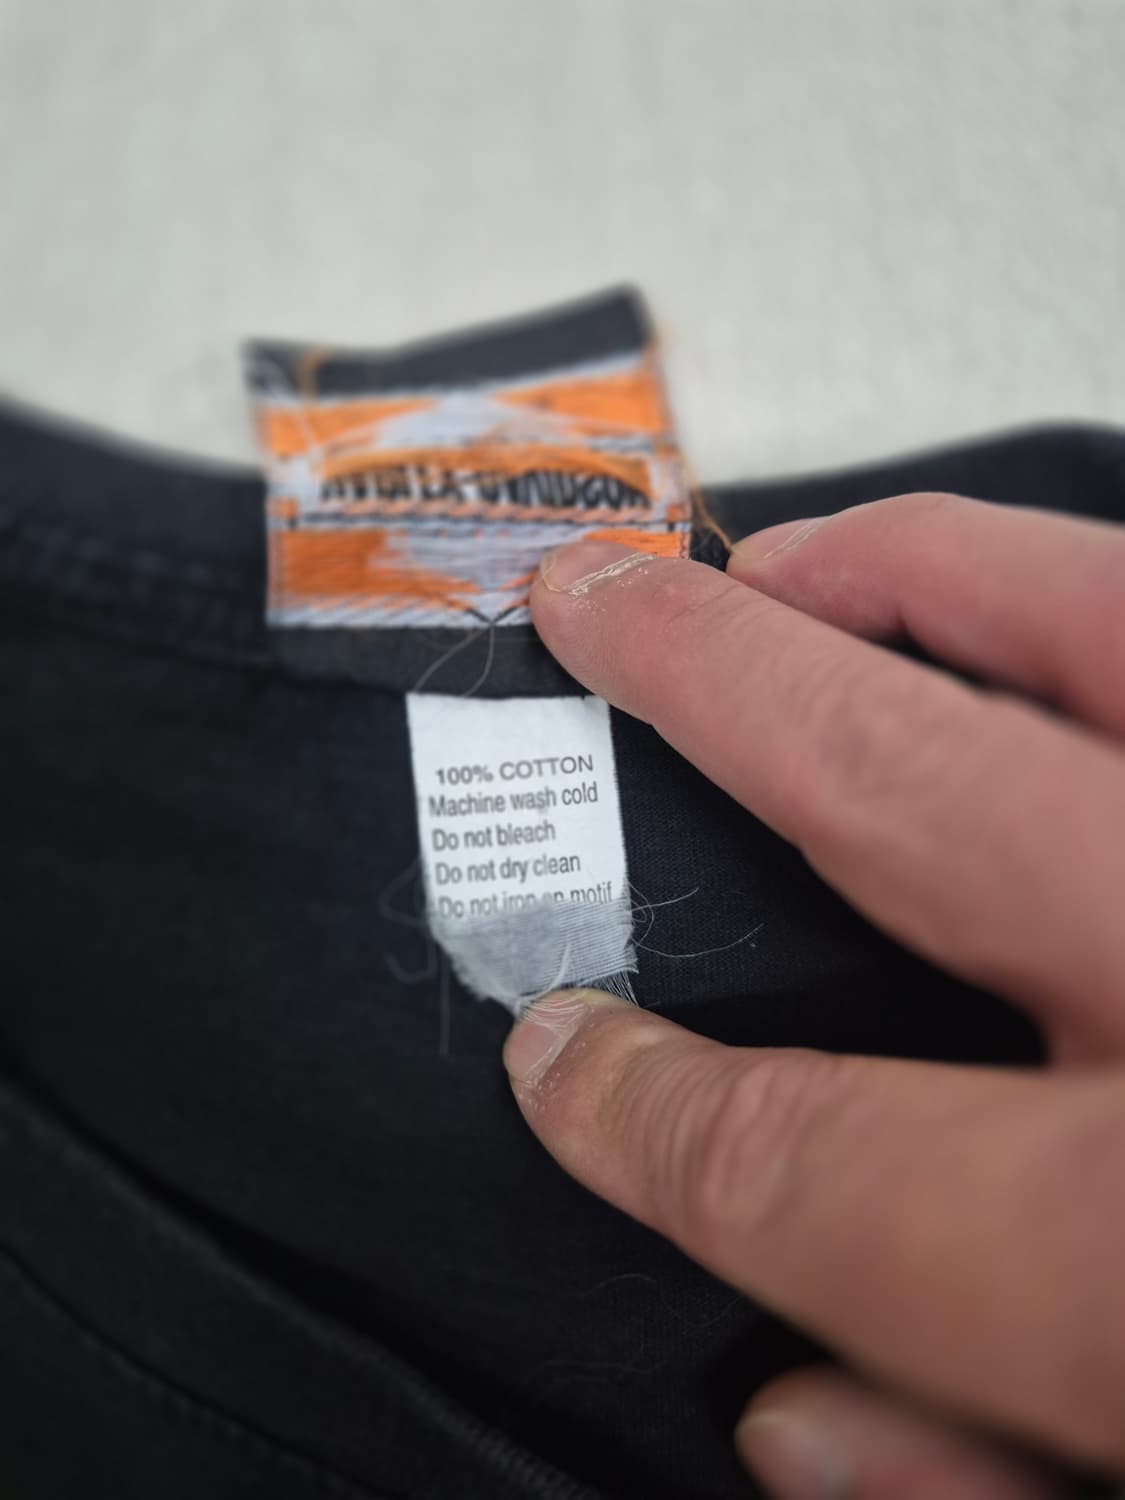 100% COTTON
Machine wash cold
Do not bleach
Do not dry clean
Do not iron on motif